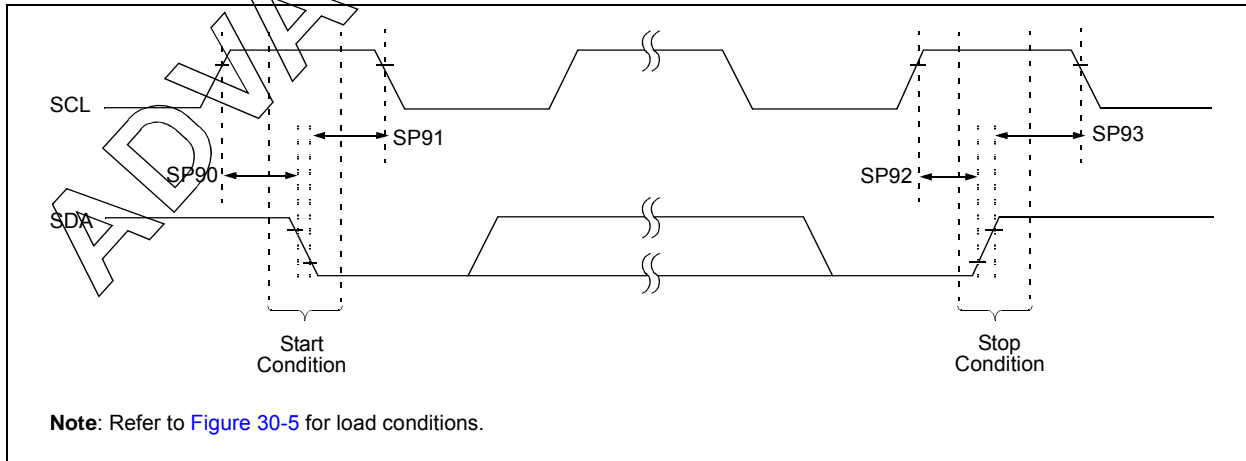 ADVA
SCL
SP91
SP93
SP90
SP92
SDA
Start
Condition
Stop
Condition
Note: Refer to Figure 30-5 for load conditions.